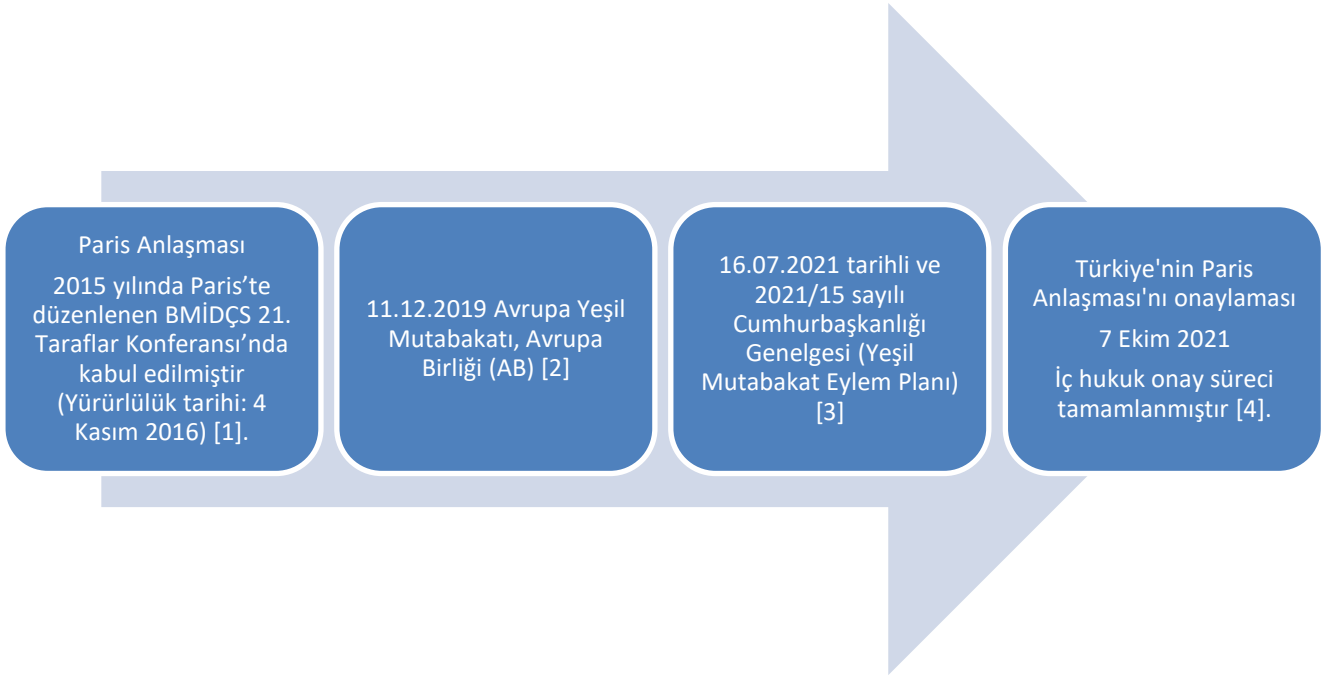 Paris Anlaşması
2015 yılında Paris’te
düzenlenen BMİDÇS 21.
Taraflar Konferansı’nda
kabul edilmiştir
(Yürürlülük tarihi: 4
Kasım 2016) [1].
11.12.2019 Avrupa Yeşil
Mutabakatı, Avrupa
Birliği (AB) [2]
16.07.2021 tarihli ve
2021/15 sayılı
Cumhurbaşkanlığı
Genelgesi (Yeşil
Mutabakat Eylem Planı)
[3]
Türkiye'nin Paris
Anlaşması'nı onaylaması
7 Ekim 2021
İç hukuk onay süreci
tamamlanmıştır [4].